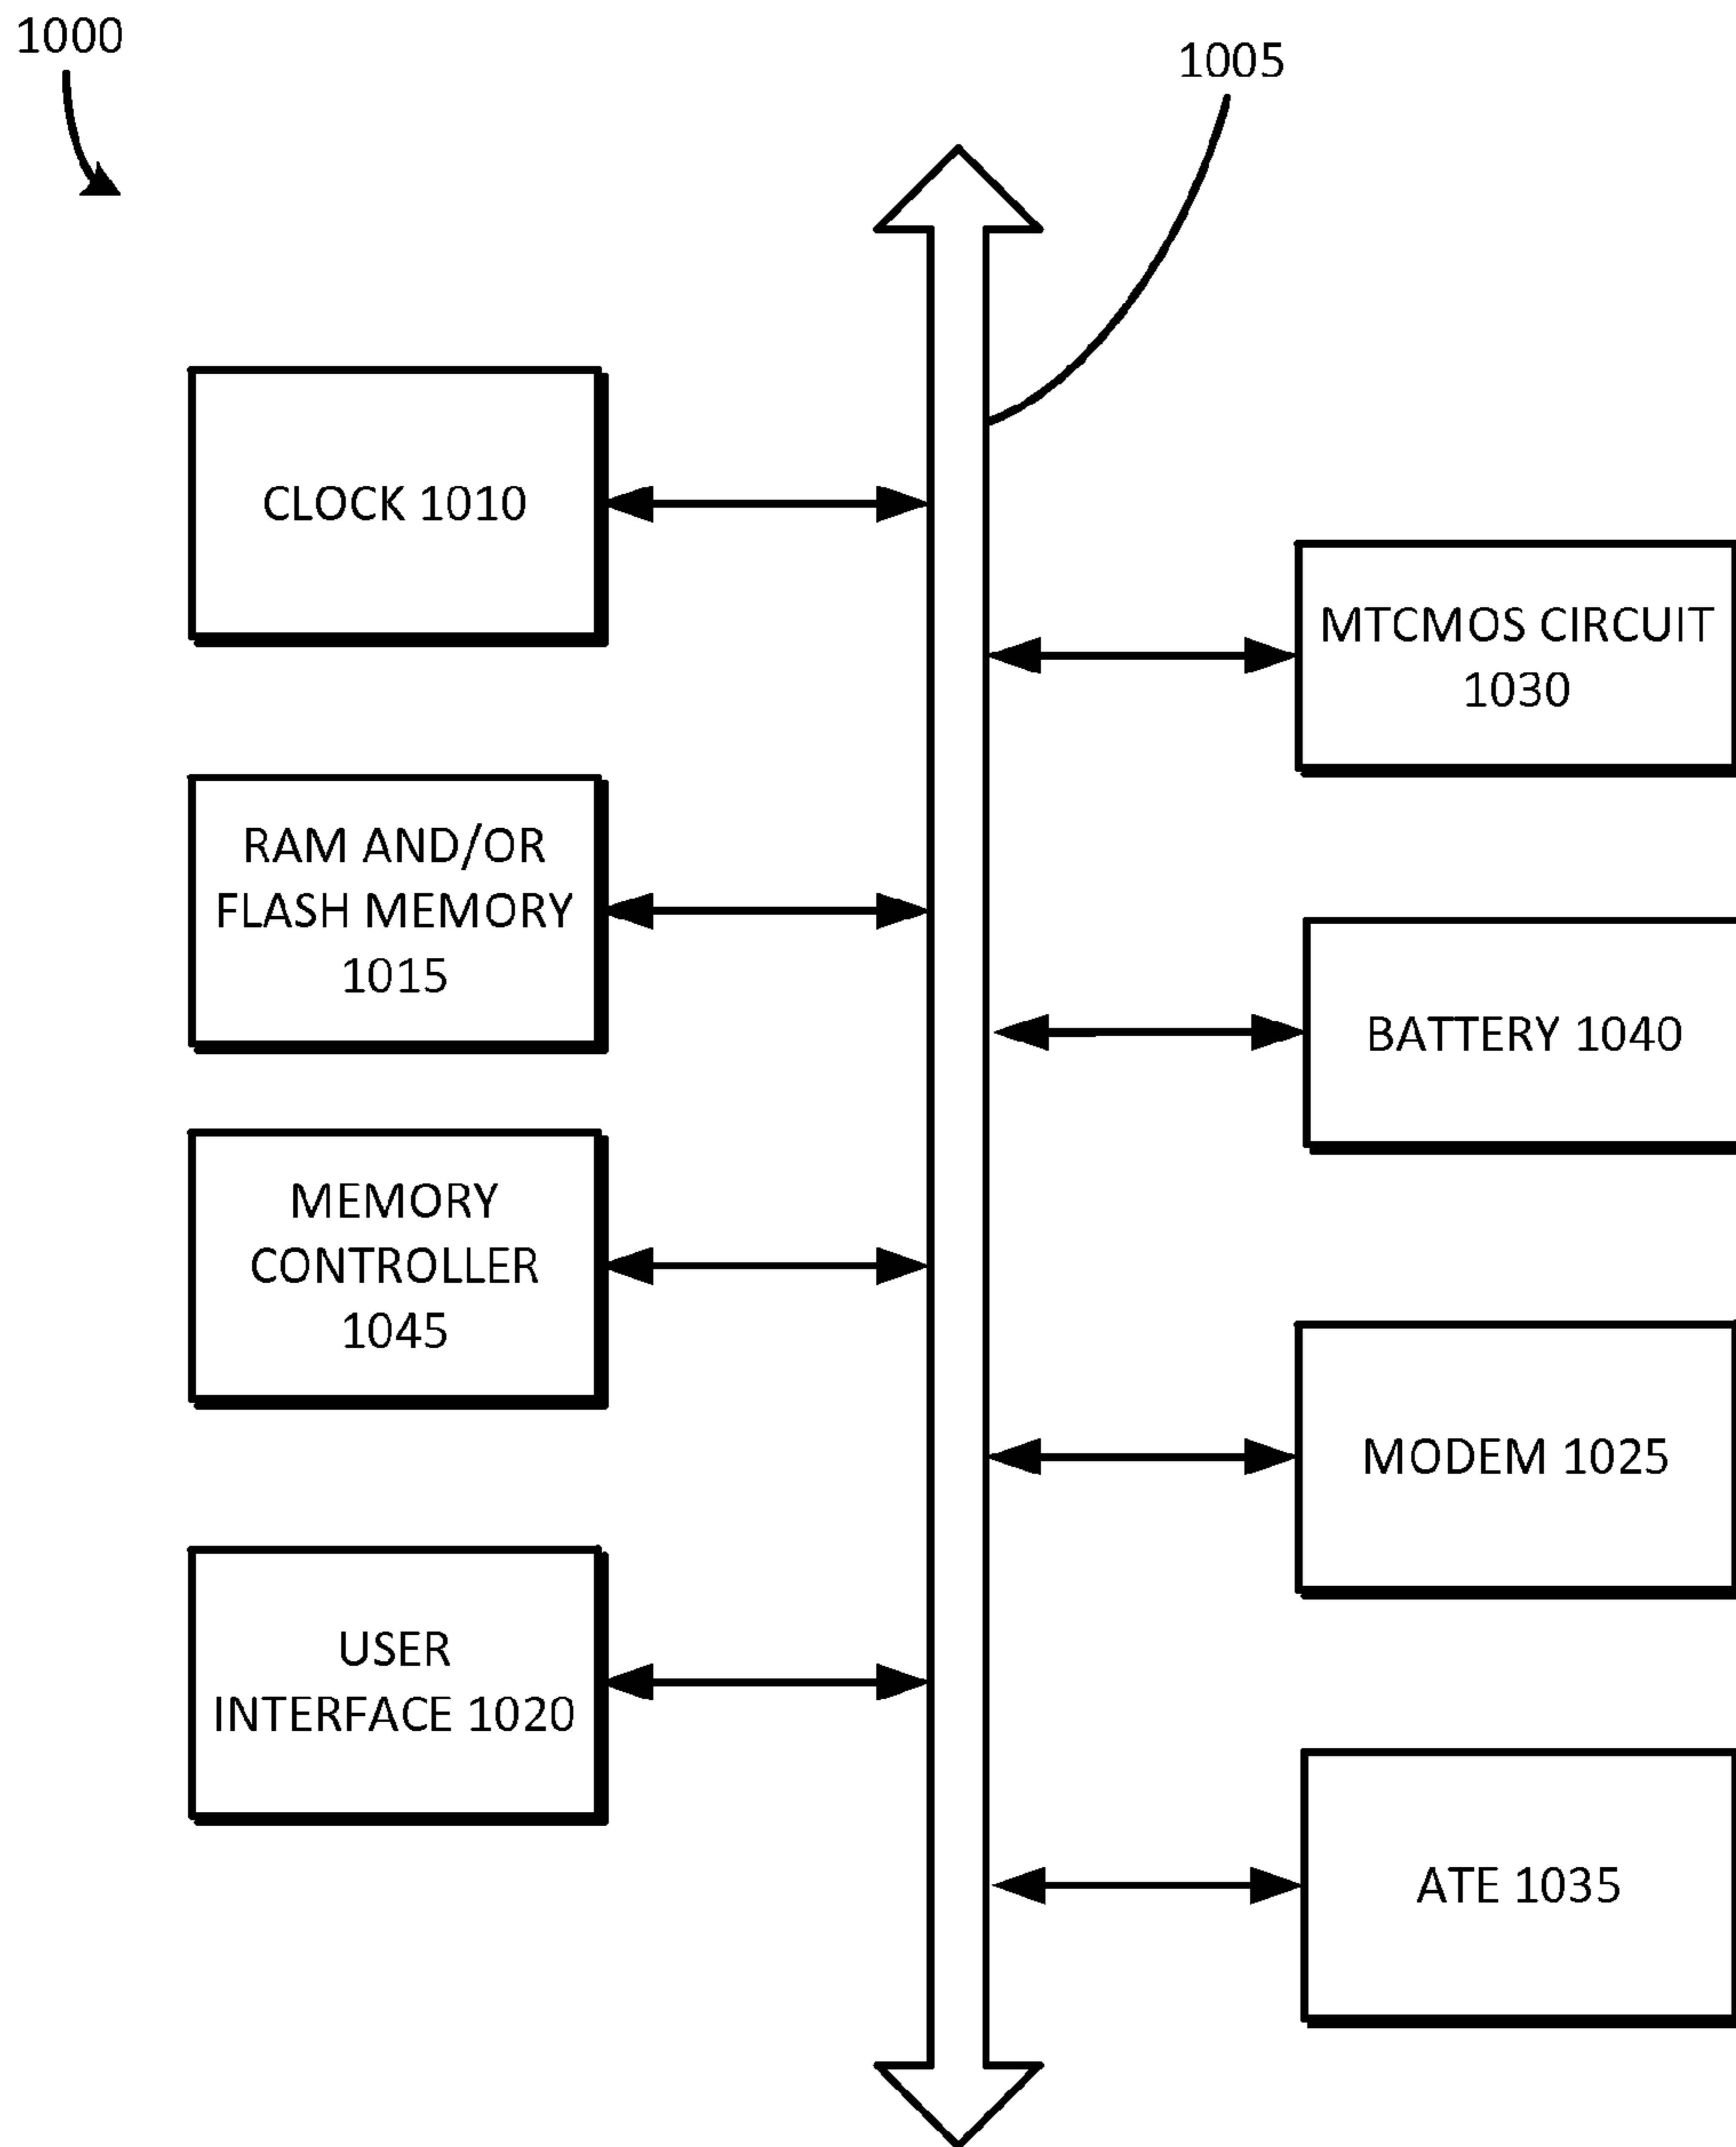 1000
1005
CLOCK 1010
MTCMOS CIRCUIT
1030
RAM AND/OR
FLASH MEMORY
1015
BATTERY 1040
MEMORY
CONTROLLER
1045
MODEM 1025
USER
INTERFACE 1020
ATE 1035